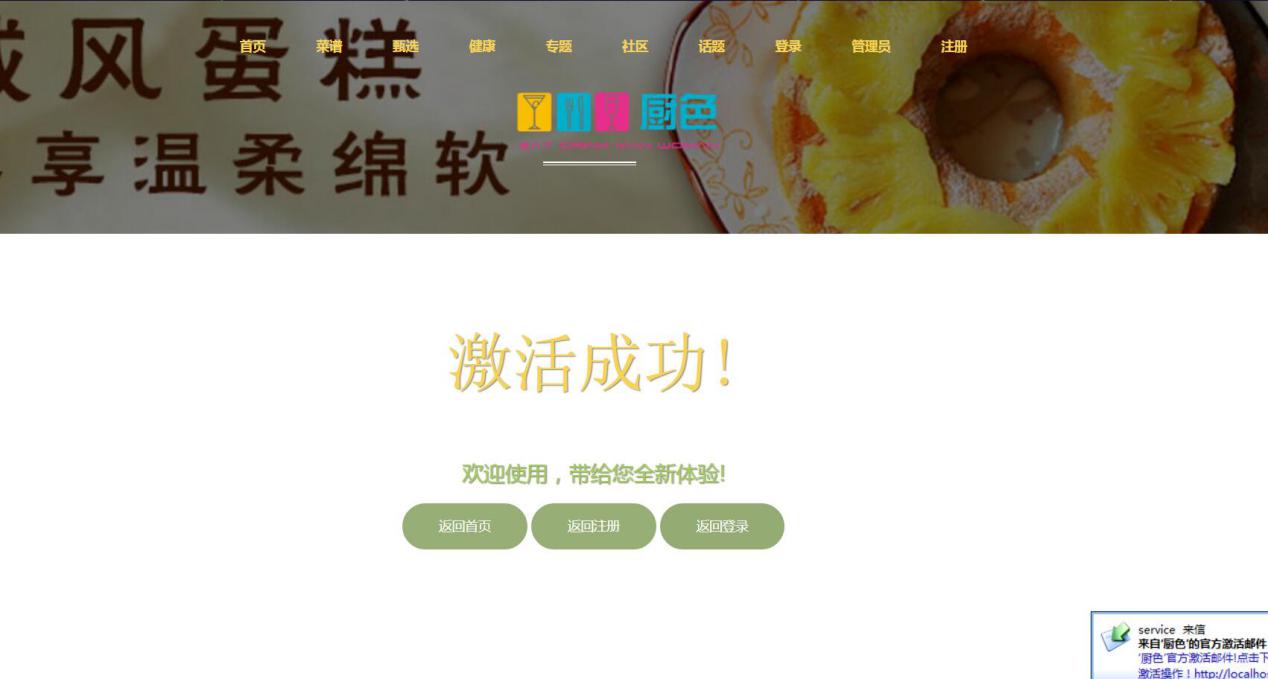 首页 菜谱 甄选 健康 专题 社区 话题 登录 管理员 注册
风蛋糕
享温柔绵软
厨色
激活成功!
欢迎使用，带给您全新体验!
返回首页 返回注册 返回登录
service 来信
来自'厨色'的官方激活邮件
'厨色'官方激活邮件!点击下
激活操作！http://localho